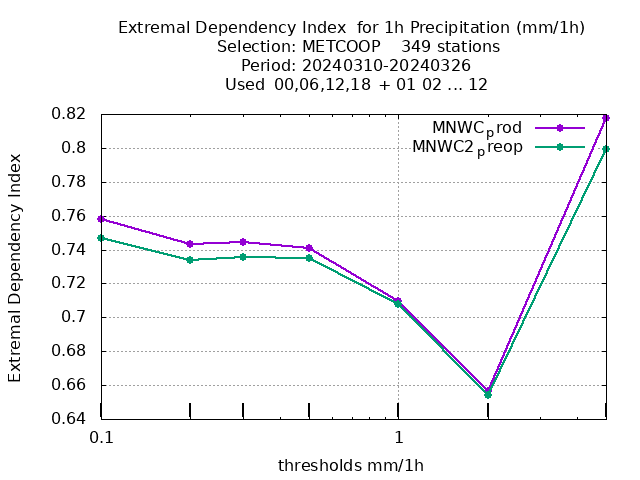 Extremal Dependency Index  for 1h Precipitation (mm/1h)
Selection: METCOOP    349 stations
Period: 20240310-20240326
Used  00,06,12,18 + 01 02 ... 12
MNWC_prod
MNWC2_preop
Extremal Dependency Index
0.82
0.8
0.78
0.76
0.74
0.72
0.7
0.68
0.66
0.64
0.1 1
thresholds mm/1h